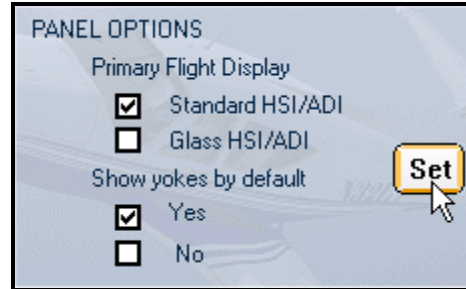 PANEL OPTIONS
Primary Flight Display
Standard HSI/ADI
Glass HSI/ADI
Show yokes by default
Set
Yes
No